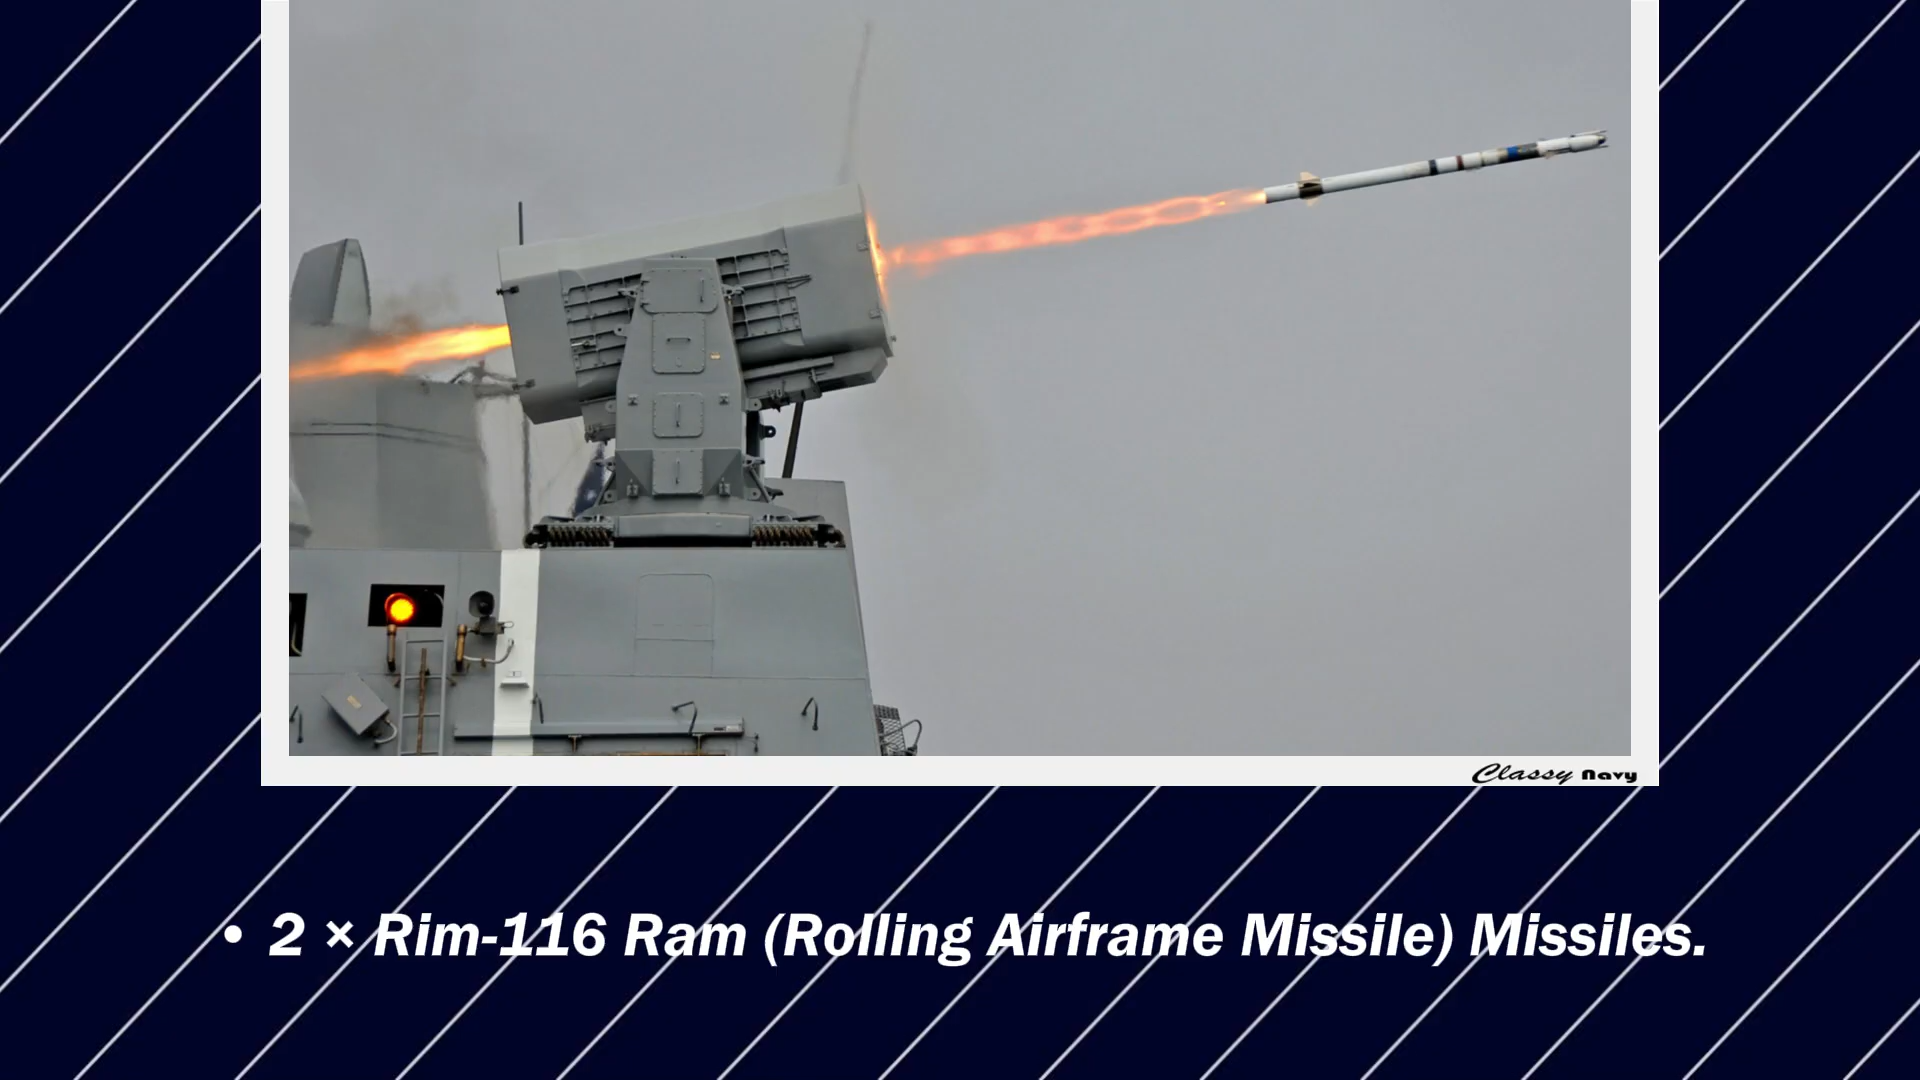 Classy Navy
• 2 × Rim-116 Ram (Rolling Airframe Missile) Missiles.